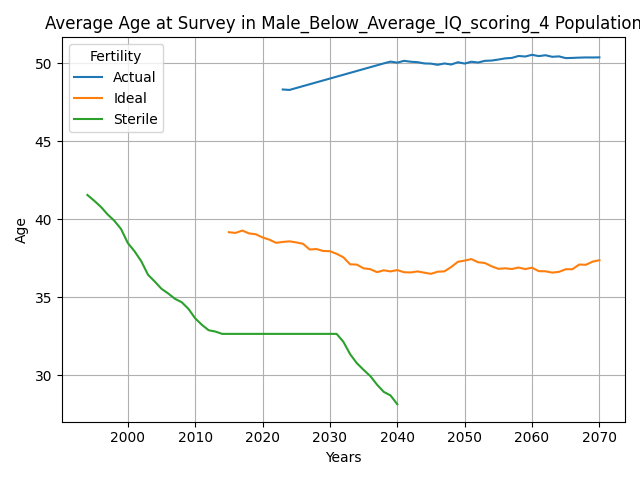 Average Age at Survey in Male_Below_Average_IQ_scoring_4 Population
Fertility
Actual
Ideal
Sterile
50
45
40
35
30
Age
2000 2010 2020 2030 2040 2050 2060 2070
Years